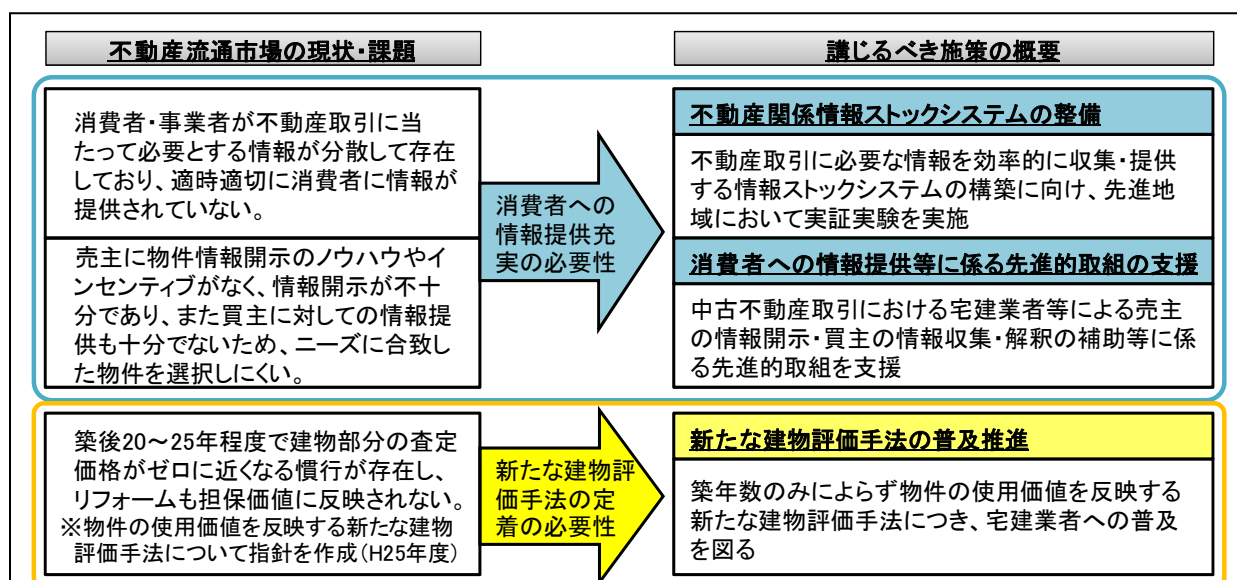 不動産流通市場の現状・課題
講じるべき施策の概要
消費者・事業者が不動産取引に当
たって必要とする情報が分散して存在
しており、適時適切に消費者に情報が
提供されていない。
売主に物件情報開示のノウハウやイ
ンセンティブがなく、情報開示が不十
分であり、また買主に対しての情報提
供も十分でないため、ニーズに合致し
た物件を選択しにくい。
消費者への
情報提供充
実の必要性
不動産関係情報ストックシステムの整備
不動産取引に必要な情報を効率的に収集・提供
する情報ストックシステムの構築に向け、先進地
域において実証実験を実施
消費者への情報提供等に係る先進的取組の支援
中古不動産取引における宅建業者等による売主
の情報開示・買主の情報収集・解釈の補助等に係
る先進的取組を支援
築後20~25年程度で建物部分の査定
価格がゼロに近くなる慣行が存在し、
リフォームも担保価値に反映されない。
※物件の使用価値を反映する新たな建物
評価手法について指針を作成(H25年度)
新たな建物評
価手法の定
着の必要性
新たな建物評価手法の普及推進
築年数のみによらず物件の使用価値を反映する
新たな建物評価手法につき、宅建業者への普及
を図る